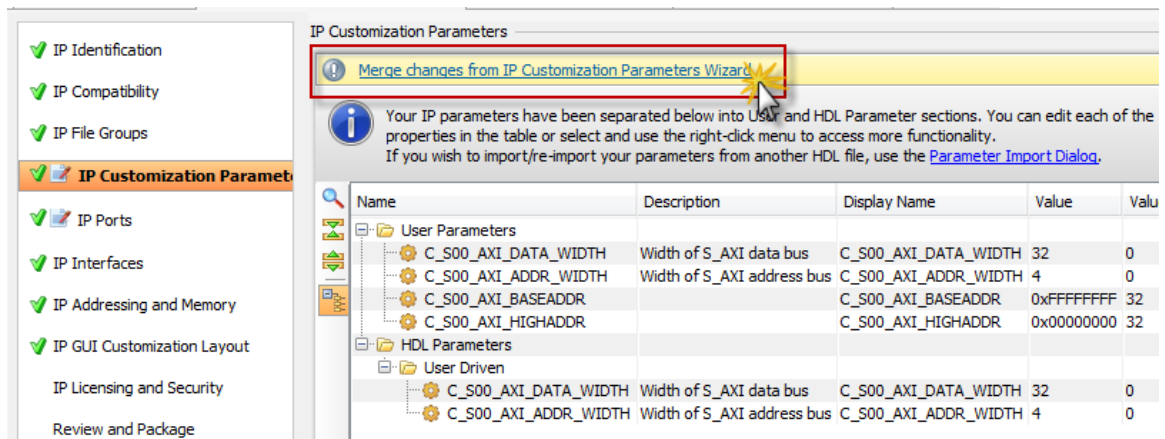 IP Identification
IP Compatibility
IP File Groups
IP Customization Paramet
IP Ports
IP Interfaces
IP Addressing and Memory
IP GUI Customization Layout
IP Licensing and Security
Review and Package
IP Customization Parameters
Merge changes from IP Customization Parameters Wizard
Your IP parameters have been separated below into User and HDL Parameter sections. You can edit each of the
properties in the table or select and use the right-click menu to access more functionality.
If you wish to import/re-import your parameters from another HDL file, use the Parameter Import Dialog.
Name Description Display Name Value Valu
User Parameters
C_S00_AXI_DATA_WIDTH Width of S_AXI data bus C_S00_AXI_DATA_WIDTH 32 0
C_S00_AXI_ADDR_WIDTH Width of S_AXI address bus C_S00_AXI_ADDR_WIDTH 4 0
C_S00_AXI_BASEADDR C_S00_AXI_BASEADDR 0xFFFFFFFF 32
C_S00_AXI_HIGHADDR C_S00_AXI_HIGHADDR 0x00000000 32
HDL Parameters
User Driven
C_S00_AXI_DATA_WIDTH Width of S_AXI data bus C_S00_AXI_DATA_WIDTH 32 0
C_S00_AXI_ADDR_WIDTH Width of S_AXI address bus C_S00_AXI_ADDR_WIDTH 4 0